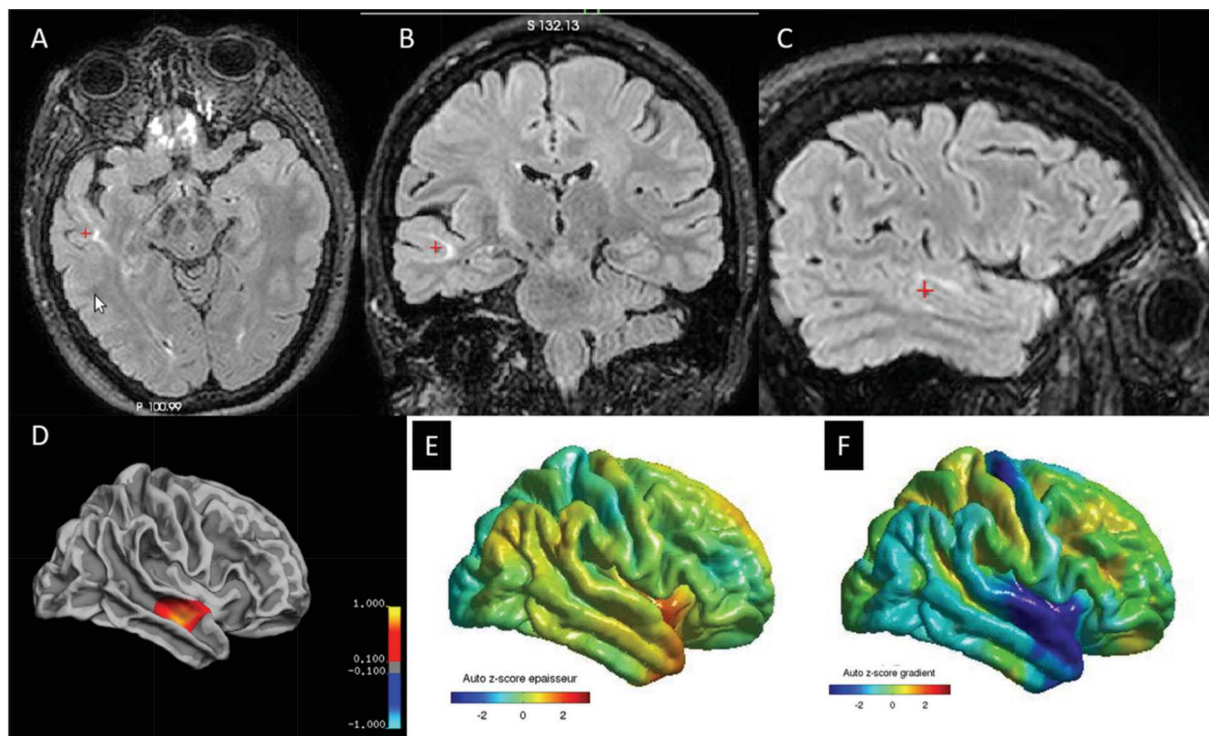 A
B
C
S 132.13
P 100.99
D
E
F
1.000
0.100
-0.100
-1.000
Auto z-score epaisseur
-2 0 2
Auto z-score gradient
-2 0 2